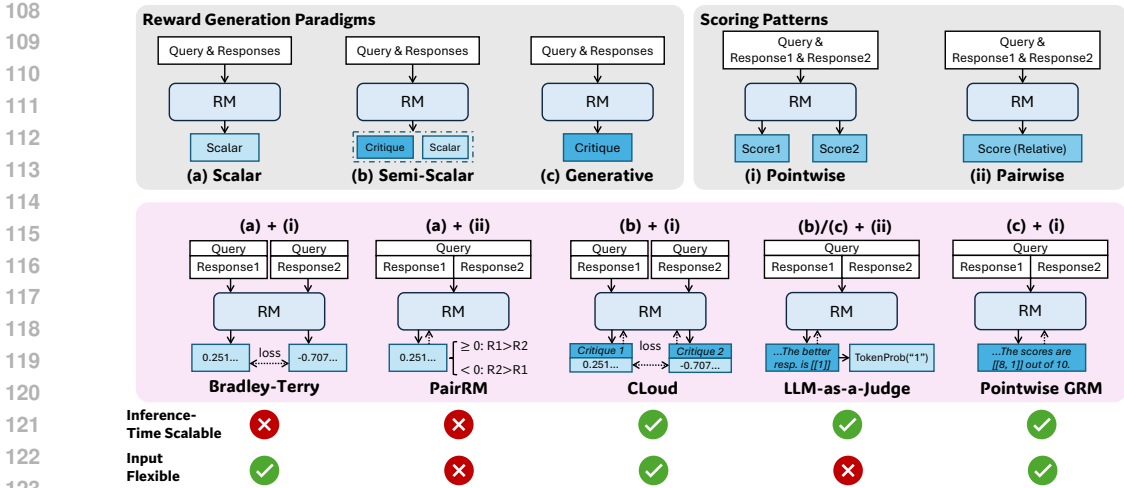 108
109
110
111
112
113
114
115
116
117
118
119
120
121
122
123
Reward Generation Paradigms
Query & Responses
RM
Scalar
(a) Scalar
Query & Responses
RM
Critique Scalar
(b) Semi-Scalar
Query & Responses
RM
Critique
(c) Generative
Scoring Patterns
Query &
Response1 & Response2
RM
Score1 Score2
(i) Pointwise
Query &
Response1 & Response2
RM
Score (Relative)
(ii) Pairwise
(a) + (i)
Query Query
Response1 Response2
RM
0.251... loss -0.707...
Bradley-Terry
(a) + (ii)
Query
Response1 Response2
RM
0.251...
≥ 0: R1>R2
< 0: R2>R1
PairRM
(b) + (i)
Query Query
Response1 Response2
RM
Critique 1 loss Critique 2
0.251... -0.707...
CLoud
(b)/(c) + (ii)
Query
Response1 Response2
RM
...The better
resp. is [[1]]
TokenProb("1")
LLM-as-a-Judge
(c) + (i)
Query
Response1 Response2
RM
...The scores are
[[8, 1]] out of 10.
Pointwise GRM
Inference-
Time Scalable
Input
Flexible